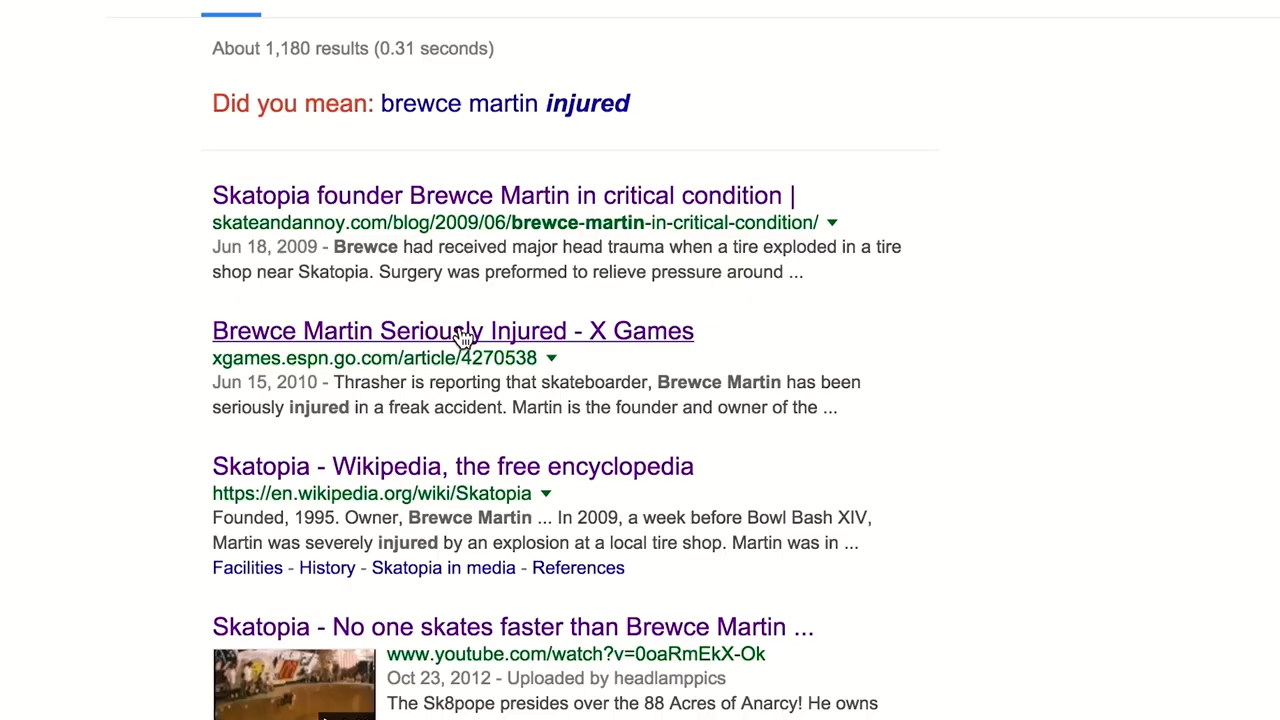 About 1,180 results (0.31 seconds)
Did you mean: brewce martin injured
Skatopia founder Brewce Martin in critical condition |
skateandannoy.com/blog/2009/06/brewce-martin-in-critical-condition/
Jun 18, 2009 - Brewce had received major head trauma when a tire exploded in a tire
shop near Skatopia. Surgery was preformed to relieve pressure around ...
Brewce Martin Seriously Injured - X Games
xgames.espn.go.com/article/4270538
Jun 15, 2010 - Thrasher is reporting that skateboarder, Brewce Martin has been
seriously injured in a freak accident. Martin is the founder and owner of the ...
Skatopia - Wikipedia, the free encyclopedia
https://en.wikipedia.org/wiki/Skatopia
Founded, 1995. Owner, Brewce Martin ... In 2009, a week before Bowl Bash XIV,
Martin was severely injured by an explosion at a local tire shop. Martin was in ...
Facilities - History - Skatopia in media - References
Skatopia - No one skates faster than Brewce Martin ...
www.youtube.com/watch?v=0oaRmEkX-Ok
Oct 23, 2012 - Uploaded by headlamppics
The Sk8pope presides over the 88 Acres of Anarcy! He owns